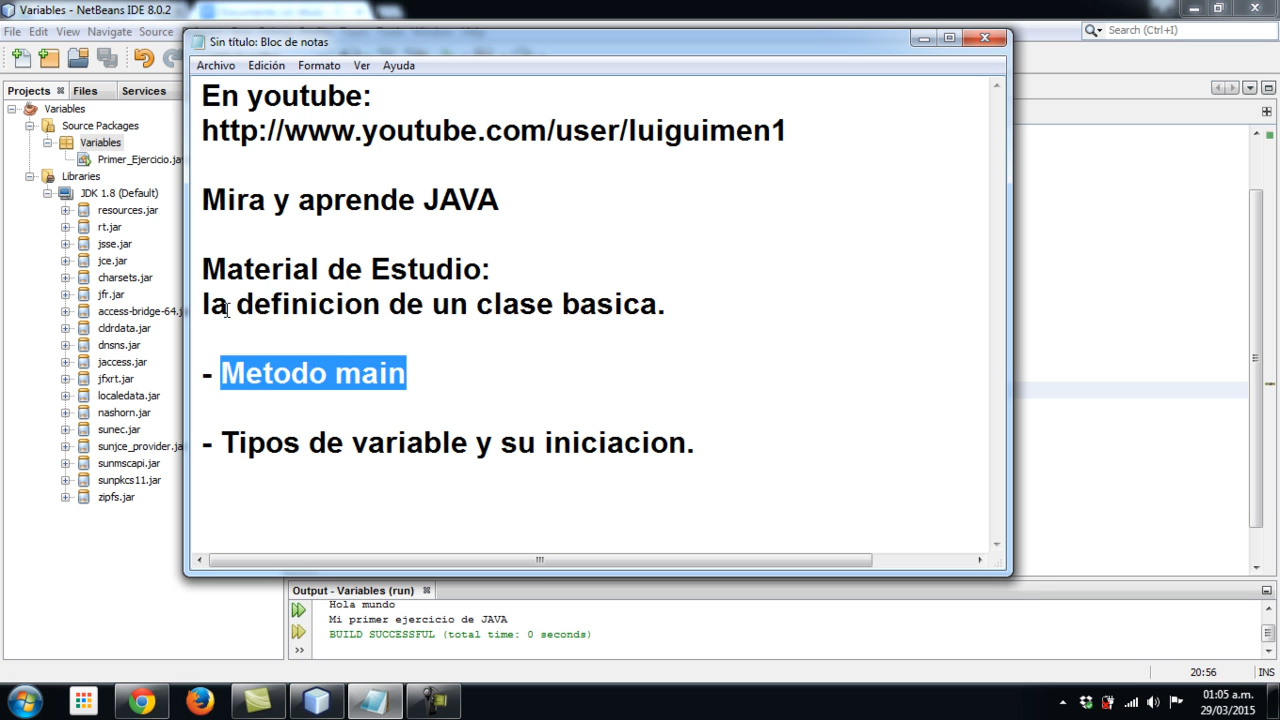 Variables - NetBeans IDE 8.0.2
File Edit View Navigate Source
Search (Ctrl+I)
Sin título: Bloc de notas
Archivo Edición Formato Ver Ayuda
Projects Files Services
Variables
Source Packages
Variables
Primer_Ejercicio.ja
Libraries
JDK 1.8 (Default)
resources.jar
rt.jar
jsse.jar
jce.jar
charsets.jar
jfr.jar
access-bridge-64.j
cldrdata.jar
dnsns.jar
jaccess.jar
jfxrt.jar
localedata.jar
nashorn.jar
sunec.jar
sunjce_provider.ja
sunmscapi.jar
sunpkcs11.jar
zipfs.jar
En youtube:
http://www.youtube.com/user/luiguimen1
Mira y aprende JAVA
Material de Estudio:
la definicion de un clase basica.
- Metodo main
- Tipos de variable y su iniciacion.
Output - Variables (run)
Hola mundo
Mi primer ejercicio de JAVA
BUILD SUCCESSFUL (total time: 0 seconds)
20:56 INS
01:05 a.m.
29/03/2015